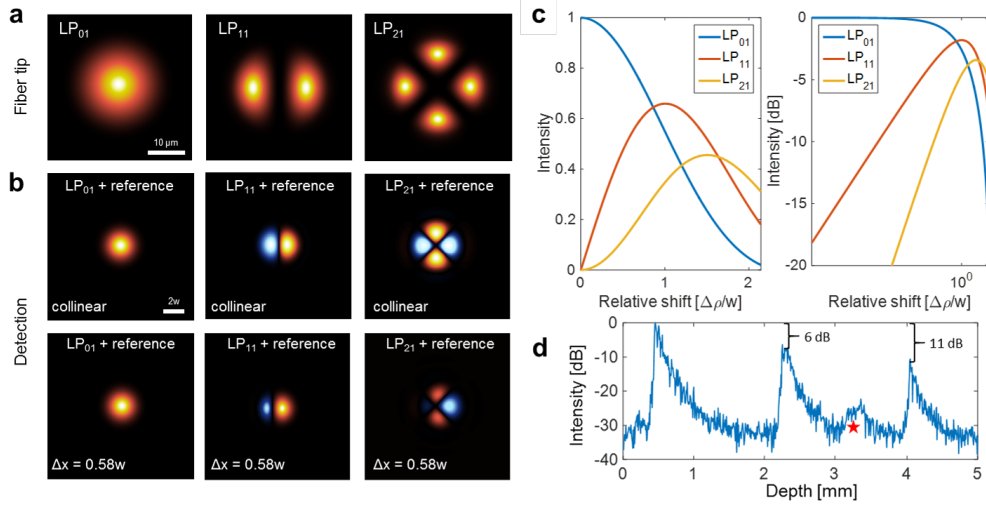 a
Fiber tip
LP01
10 μm
LP11
LP21
b
Detection
LP01 + reference
collinear
2w
LP11 + reference
collinear
LP21 + reference
collinear
LP01 + reference
Δx = 0.58w
LP11 + reference
Δx = 0.58w
LP21 + reference
Δx = 0.58w
c
1
0.8
0.6
0.4
0.2
0
Intensity
0
1
2
Relative shift [Δρ/w]
LP01
LP11
LP21
0
-5
-10
-15
-20
Intensity [dB]
10⁰
Relative shift [Δρ/w]
LP01
LP11
LP21
d
0
-10
-20
-30
-40
Intensity [dB]
6 dB
11 dB
0
1
2
3
4
5
Depth [mm]